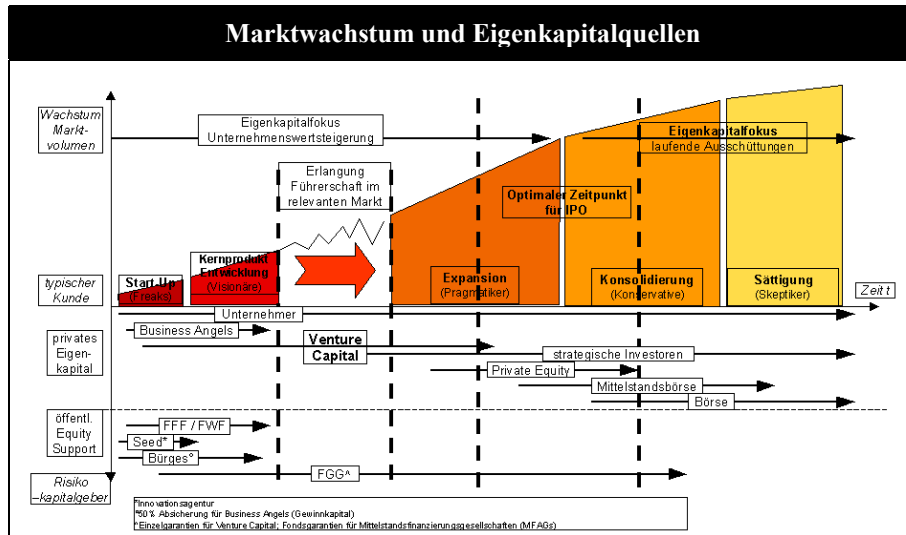 Marktwachstum und Eigenkapitalquellen
Wachstum
Markt-
volumen
Eigenkapitalfokus
Unternehmenswertsteigerung
Eigenkapitalfokus
laufende Ausschüttungen
Erlangung
Führerschaft im
relevanten Markt
Optimaler Zeitpunkt
für IPO
typischer
Kunde
Start-Up
(Freaks)
Kernprodukt
Entwicklung
(Visionäre)
Expansion
(Pragmatiker)
Konsolidierung
(Konservative)
Sättigung
(Skeptiker)
Zeit t
Unternehmer
privates
Eigen-
kapital
Business Angels
Venture
Capital
strategische Investoren
Private Equity
Mittelstandsbörse
Börse
öffentl.
Equity
Support
FFF / FWF
Seed*
Bürges°
FGG^
Risiko
–kapitalgeber
*Innovationsagentur
°50% Absicherung für Business Angels (Gewinnkapital)
^Einzelgarantien für Venture Capital; Fondsgarantien für Mittelstandsfinanzierungsgesellschaften (MFAGs)